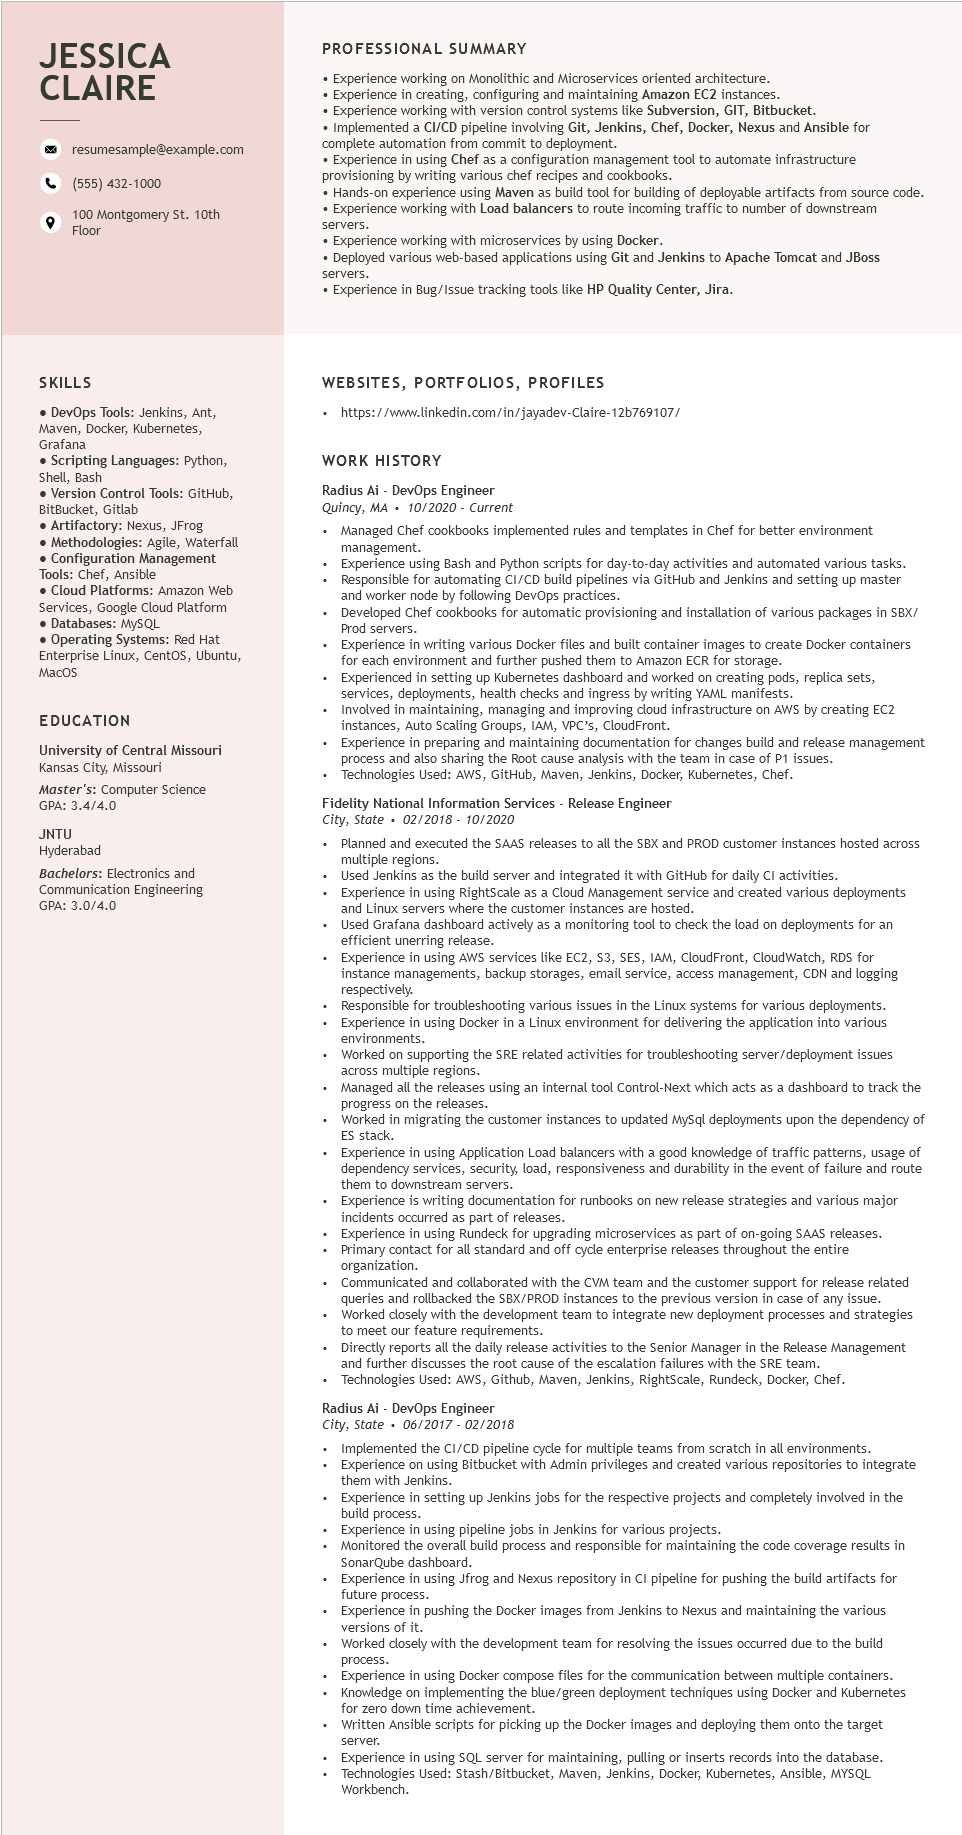 JESSICA
CLAIRE
resumesample@example.com
(555) 432-1000
100 Montgomery St. 10th
Floor
PROFESSIONAL SUMMARY
• Experience working on Monolithic and Microservices oriented architecture.
• Experience in creating, configuring and maintaining Amazon EC2 instances.
• Experience working with version control systems like Subversion, GIT, Bitbucket.
• Implemented a CI/CD pipeline involving Git, Jenkins, Chef, Docker, Nexus and Ansible for
complete automation from commit to deployment.
• Experience in using Chef as a configuration management tool to automate infrastructure
provisioning by writing various chef recipes and cookbooks.
• Hands-on experience using Maven as build tool for building of deployable artifacts from source code.
• Experience working with Load balancers to route incoming traffic to number of downstream
servers.
• Experience working with microservices by using Docker.
• Deployed various web-based applications using Git and Jenkins to Apache Tomcat and JBoss
servers.
• Experience in Bug/Issue tracking tools like HP Quality Center, Jira.
SKILLS
● DevOps Tools: Jenkins, Ant,
Maven, Docker, Kubernetes,
Grafana
● Scripting Languages: Python,
Shell, Bash
● Version Control Tools: GitHub,
BitBucket, Gitlab
● Artifactory: Nexus, JFrog
● Methodologies: Agile, Waterfall
● Configuration Management
Tools: Chef, Ansible
● Cloud Platforms: Amazon Web
Services, Google Cloud Platform
● Databases: MySQL
● Operating Systems: Red Hat
Enterprise Linux, CentOS, Ubuntu,
MacOS
EDUCATION
University of Central Missouri
Kansas City, Missouri
Master's: Computer Science
GPA: 3.4/4.0
JNTU
Hyderabad
Bachelors: Electronics and
Communication Engineering
GPA: 3.0/4.0
WEBSITES, PORTFOLIOS, PROFILES
• https://www.linkedin.com/in/jayadev-Claire-12b769107/
WORK HISTORY
Radius Ai - DevOps Engineer
Quincy, MA • 10/2020 - Current
• Managed Chef cookbooks implemented rules and templates in Chef for better environment
management.
• Experience using Bash and Python scripts for day-to-day activities and automated various tasks.
• Responsible for automating CI/CD build pipelines via GitHub and Jenkins and setting up master
and worker node by following DevOps practices.
• Developed Chef cookbooks for automatic provisioning and installation of various packages in SBX/
Prod servers.
• Experience in writing various Docker files and built container images to create Docker containers
for each environment and further pushed them to Amazon ECR for storage.
• Experienced in setting up Kubernetes dashboard and worked on creating pods, replica sets,
services, deployments, health checks and ingress by writing YAML manifests.
• Involved in maintaining, managing and improving cloud infrastructure on AWS by creating EC2
instances, Auto Scaling Groups, IAM, VPC’s, CloudFront.
• Experience in preparing and maintaining documentation for changes build and release management
process and also sharing the Root cause analysis with the team in case of P1 issues.
• Technologies Used: AWS, GitHub, Maven, Jenkins, Docker, Kubernetes, Chef.
Fidelity National Information Services - Release Engineer
City, State • 02/2018 - 10/2020
• Planned and executed the SAAS releases to all the SBX and PROD customer instances hosted across
multiple regions.
• Used Jenkins as the build server and integrated it with GitHub for daily CI activities.
• Experience in using RightScale as a Cloud Management service and created various deployments
and Linux servers where the customer instances are hosted.
• Used Grafana dashboard actively as a monitoring tool to check the load on deployments for an
efficient unerring release.
• Experience in using AWS services like EC2, S3, SES, IAM, CloudFront, CloudWatch, RDS for
instance managements, backup storages, email service, access management, CDN and logging
respectively.
• Responsible for troubleshooting various issues in the Linux systems for various deployments.
• Experience in using Docker in a Linux environment for delivering the application into various
environments.
• Worked on supporting the SRE related activities for troubleshooting server/deployment issues
across multiple regions.
• Managed all the releases using an internal tool Control-Next which acts as a dashboard to track the
progress on the releases.
• Worked in migrating the customer instances to updated MySql deployments upon the dependency of
ES stack.
• Experience in using Application Load balancers with a good knowledge of traffic patterns, usage of
dependency services, security, load, responsiveness and durability in the event of failure and route
them to downstream servers.
• Experience is writing documentation for runbooks on new release strategies and various major
incidents occurred as part of releases.
• Experience in using Rundeck for upgrading microservices as part of on-going SAAS releases.
• Primary contact for all standard and off cycle enterprise releases throughout the entire
organization.
• Communicated and collaborated with the CVM team and the customer support for release related
queries and rollbacked the SBX/PROD instances to the previous version in case of any issue.
• Worked closely with the development team to integrate new deployment processes and strategies
to meet our feature requirements.
• Directly reports all the daily release activities to the Senior Manager in the Release Management
and further discusses the root cause of the escalation failures with the SRE team.
• Technologies Used: AWS, Github, Maven, Jenkins, RightScale, Rundeck, Docker, Chef.
Radius Ai - DevOps Engineer
City, State • 06/2017 - 02/2018
• Implemented the CI/CD pipeline cycle for multiple teams from scratch in all environments.
• Experience on using Bitbucket with Admin privileges and created various repositories to integrate
them with Jenkins.
• Experience in setting up Jenkins jobs for the respective projects and completely involved in the
build process.
• Experience in using pipeline jobs in Jenkins for various projects.
• Monitored the overall build process and responsible for maintaining the code coverage results in
SonarQube dashboard.
• Experience in using Jfrog and Nexus repository in CI pipeline for pushing the build artifacts for
future process.
• Experience in pushing the Docker images from Jenkins to Nexus and maintaining the various
versions of it.
• Worked closely with the development team for resolving the issues occurred due to the build
process.
• Experience in using Docker compose files for the communication between multiple containers.
• Knowledge on implementing the blue/green deployment techniques using Docker and Kubernetes
for zero down time achievement.
• Written Ansible scripts for picking up the Docker images and deploying them onto the target
server.
• Experience in using SQL server for maintaining, pulling or inserts records into the database.
• Technologies Used: Stash/Bitbucket, Maven, Jenkins, Docker, Kubernetes, Ansible, MYSQL
Workbench.